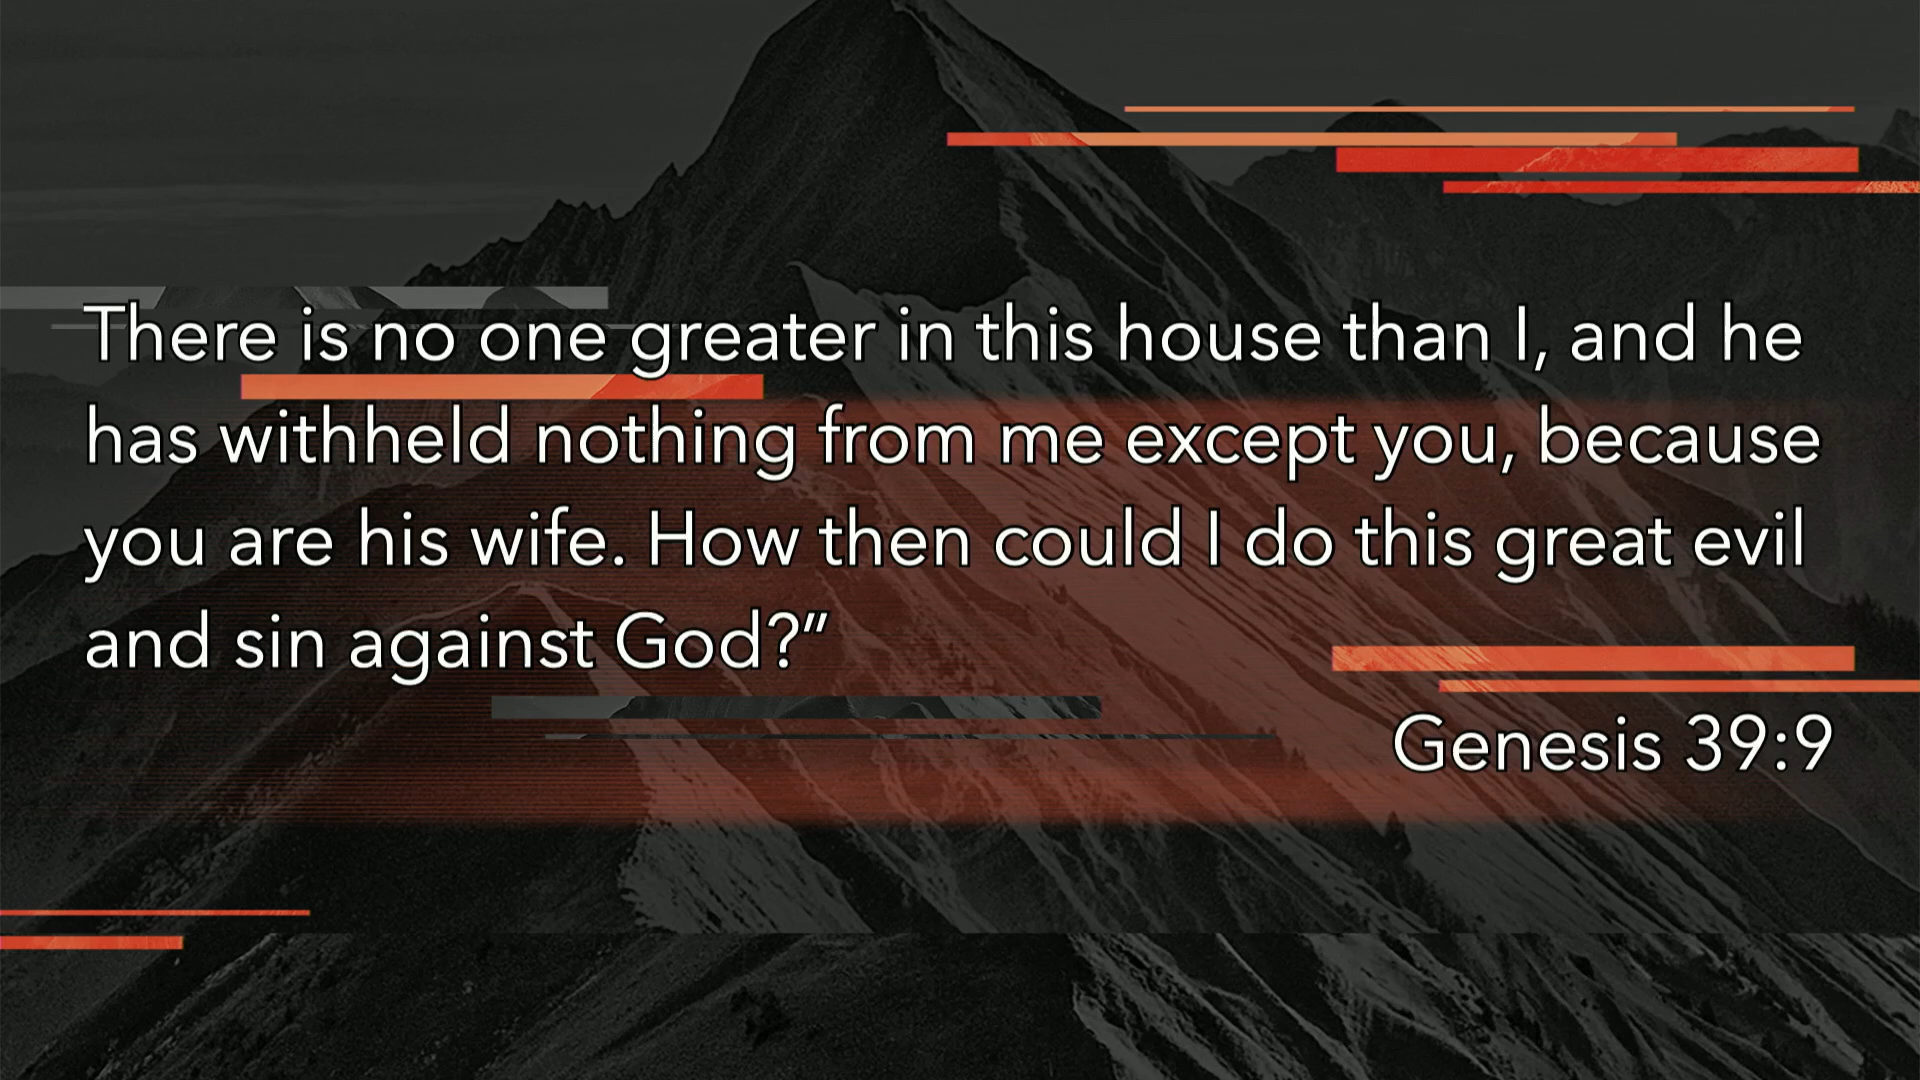 There is no one greater in this house than I, and he
has withheld nothing from me except you, because
you are his wife. How then could I do this great evil
and sin against God?”
Genesis 39:9